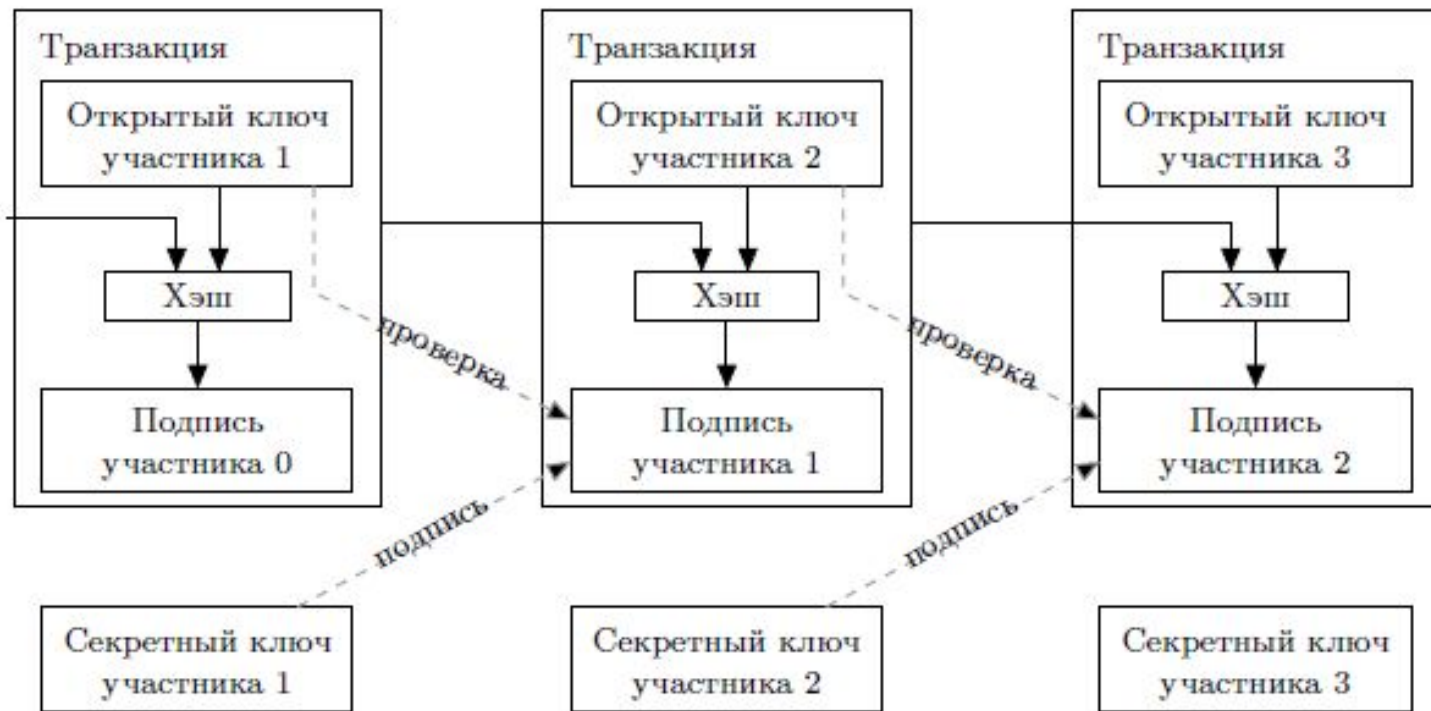 Транзакция
Открытый ключ
участника 1
Хэш
Подпись
участника 0
Транзакция
Открытый ключ
участника 2
Хэш
Подпись
участника 1
Транзакция
Открытый ключ
участника 3
Хэш
Подпись
участника 2
проверка
проверка
подпись
подпись
Секретный ключ
участника 1
Секретный ключ
участника 2
Секретный ключ
участника 3